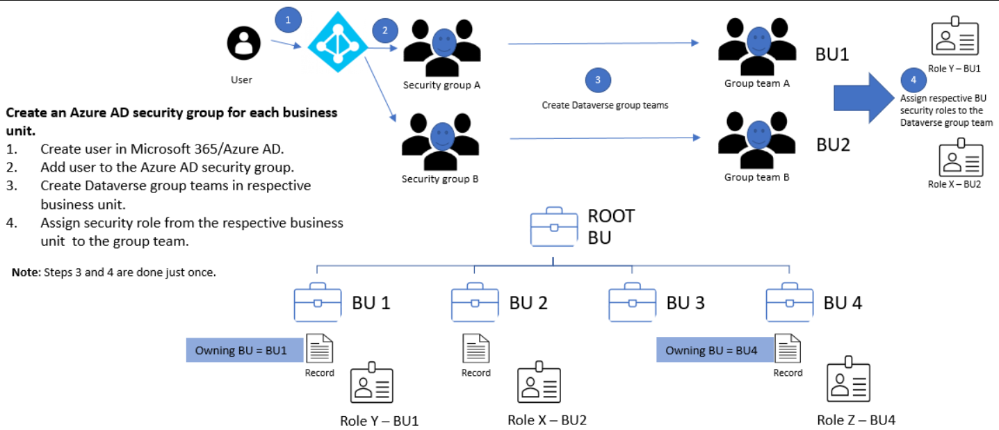 1
2
User
Security group A
3
Create Dataverse group teams
Group team A
BU1
Role Y – BU1
4
Assign respective BU
security roles to the
Dataverse group team
Security group B
Group team B
BU2
Role X – BU2
Create an Azure AD security group for each business
unit.
1. Create user in Microsoft 365/Azure AD.
2. Add user to the Azure AD security group.
3. Create Dataverse group teams in respective
business unit.
4. Assign security role from the respective business
unit to the group team.
Note: Steps 3 and 4 are done just once.
ROOT
BU
BU 1
BU 2
BU 3
BU 4
Owning BU = BU1
Record
Record
Owning BU = BU4
Record
Role Y – BU1
Role X – BU2
Role Z – BU4